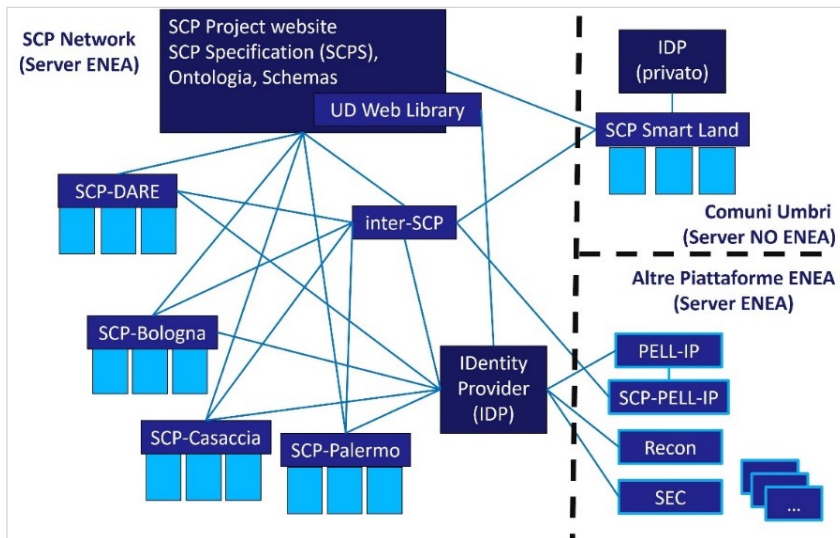 SCP Network
(Server ENEA)
SCP Project website
SCP Specification (SCPS),
Ontologia, Schemas
UD Web Library
IDP
(privato)
SCP Smart Land
SCP-DARE
inter-SCP
Comuni Umbri
(Server NO ENEA)
Altre Piattaforme ENEA
(Server ENEA)
SCP-Bologna
IDentity
Provider
(IDP)
PELL-IP
SCP-PELL-IP
SCP-Casaccia
SCP-Palermo
Recon
SEC
...